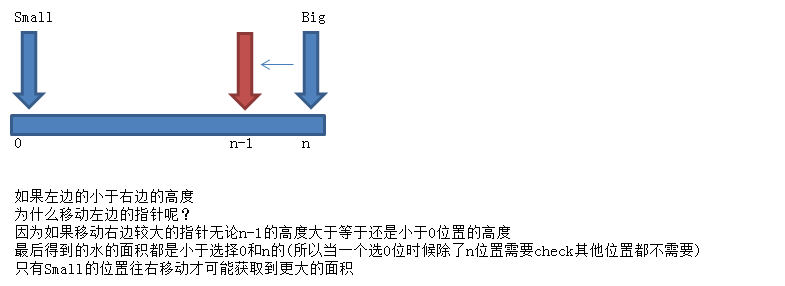 Small Big
0 n-1 n
如果左边的小于右边的高度
为什么移动左边的指针呢？
因为如果移动右边较大的指针无论n-1的高度大于等于还是小于0位置的高度
最后得到的水的面积都是小于选择0和n的(所以当一个选0位时候除了n位置需要check其他位置都不需要)
只有Small的位置往右移动才可能获取到更大的面积